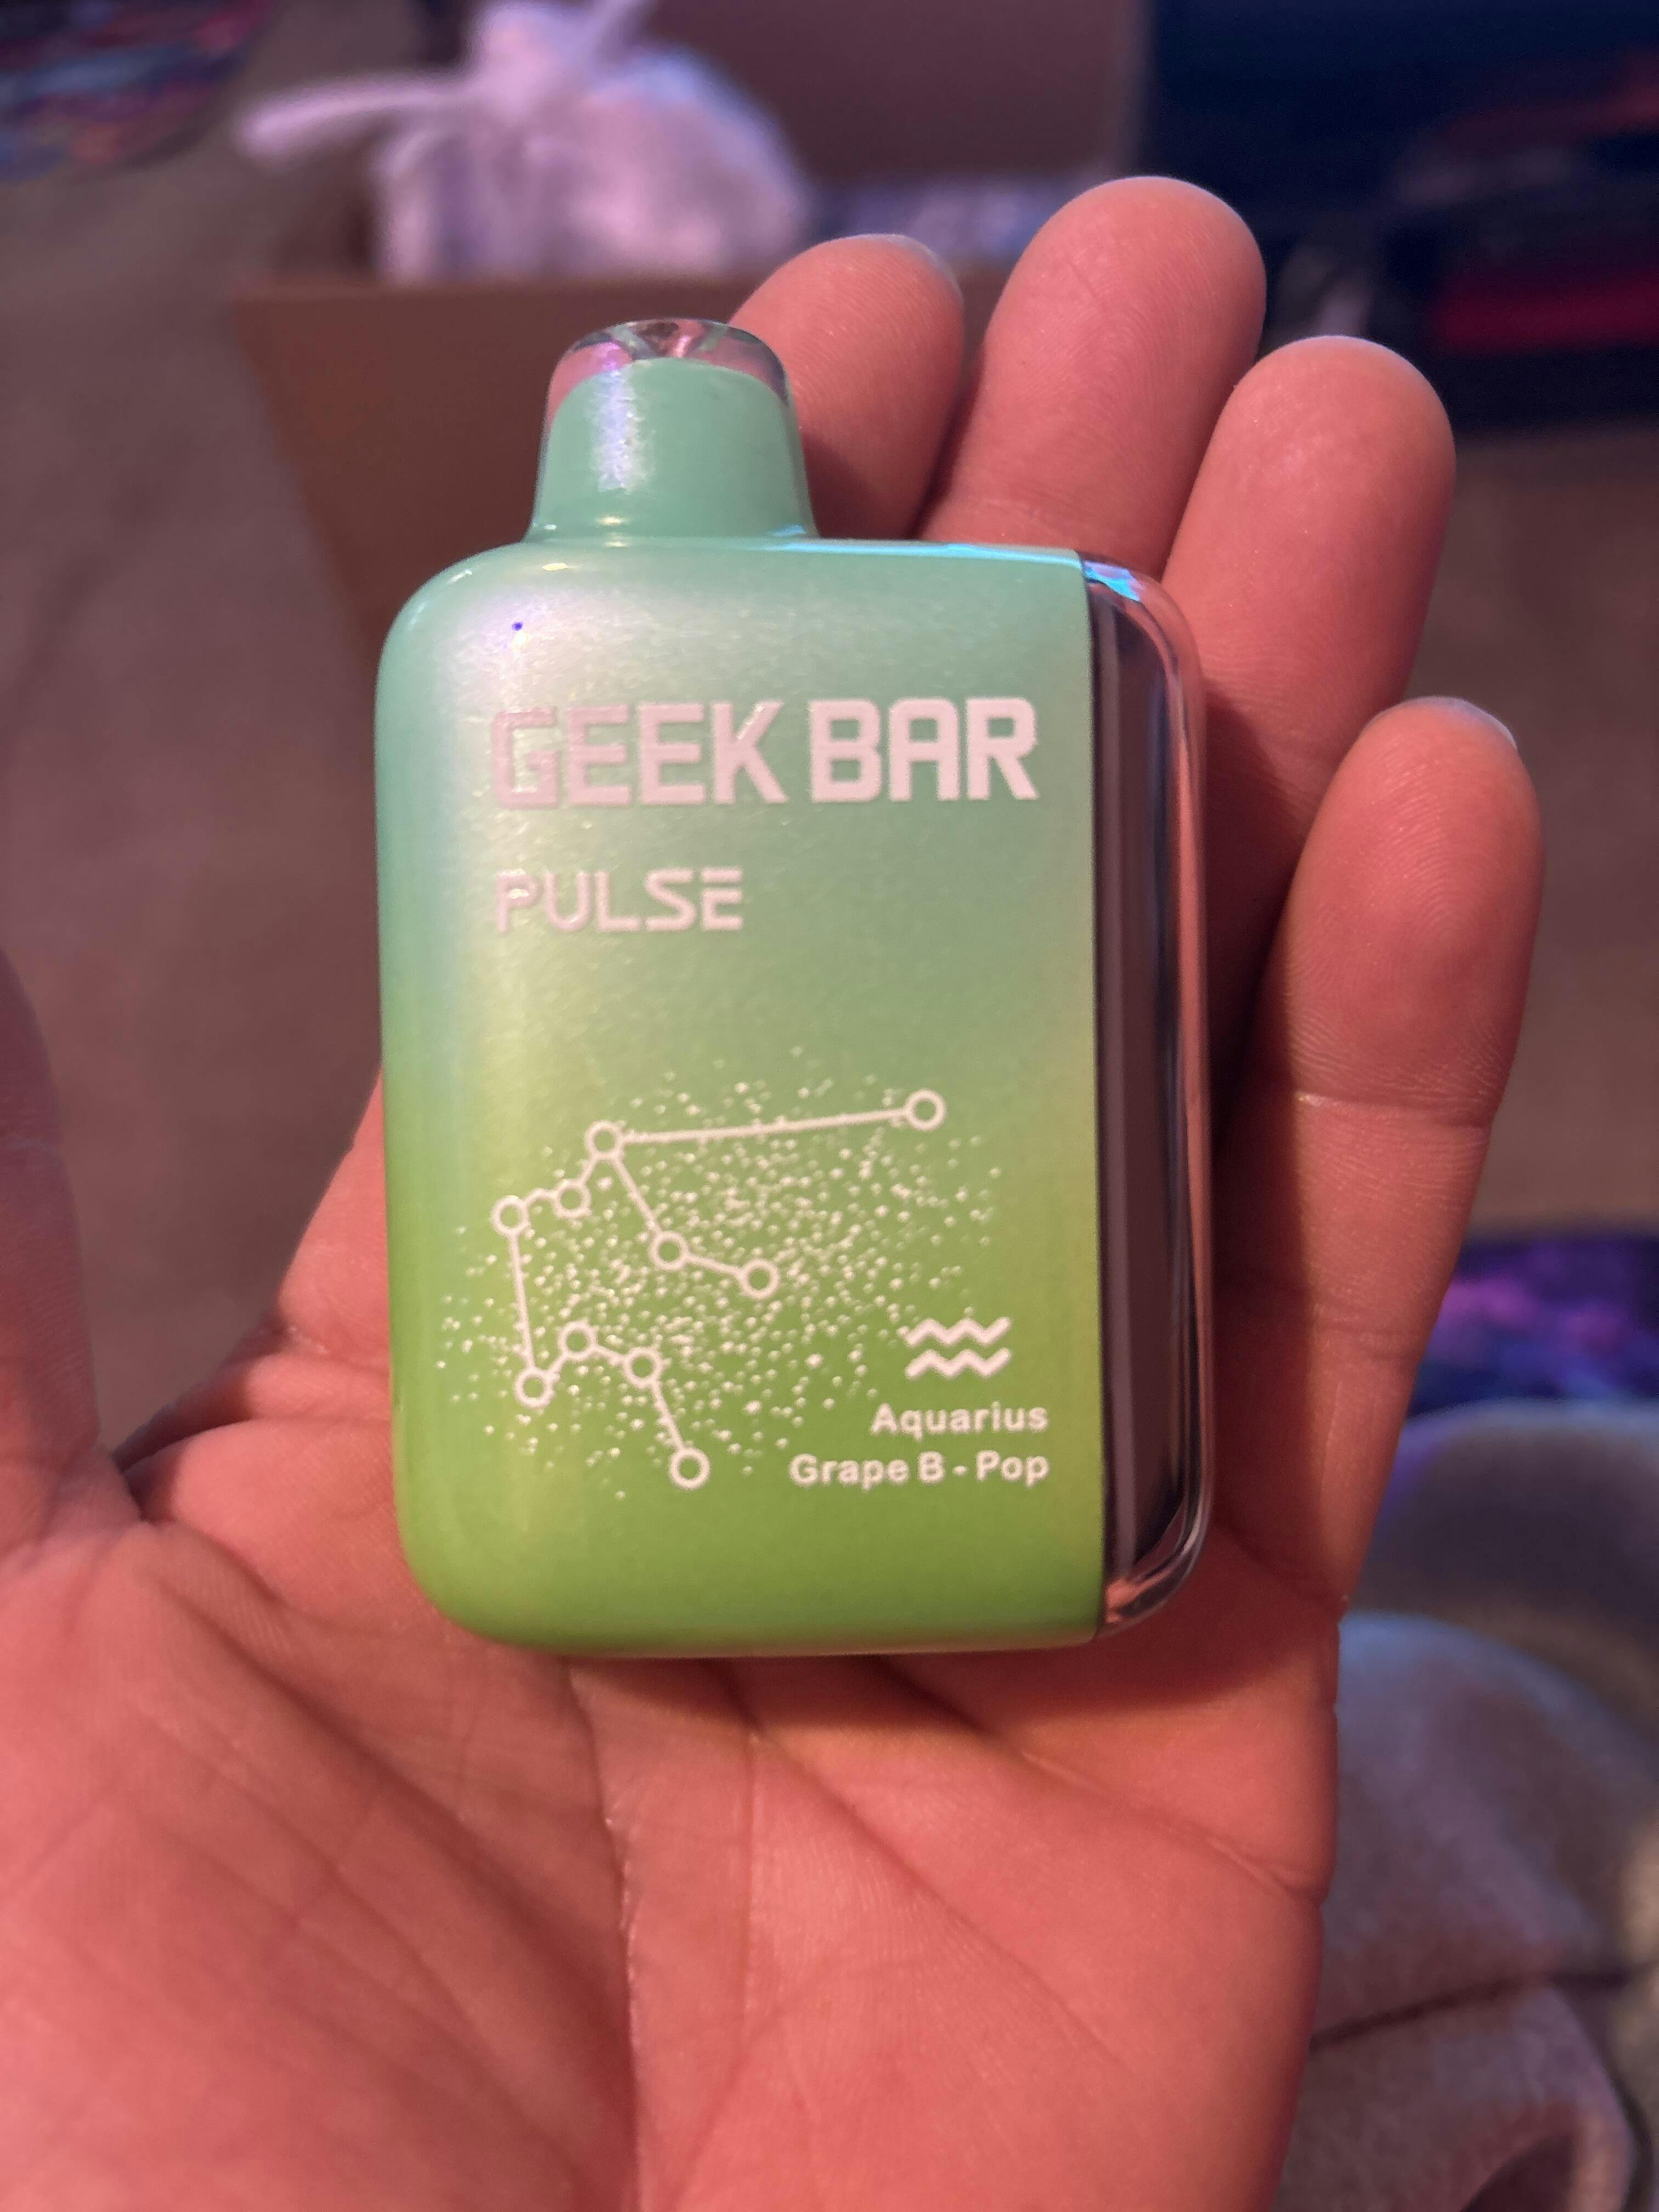 GEEK BAR
PULSE
Aquarius
Grape B - Pop